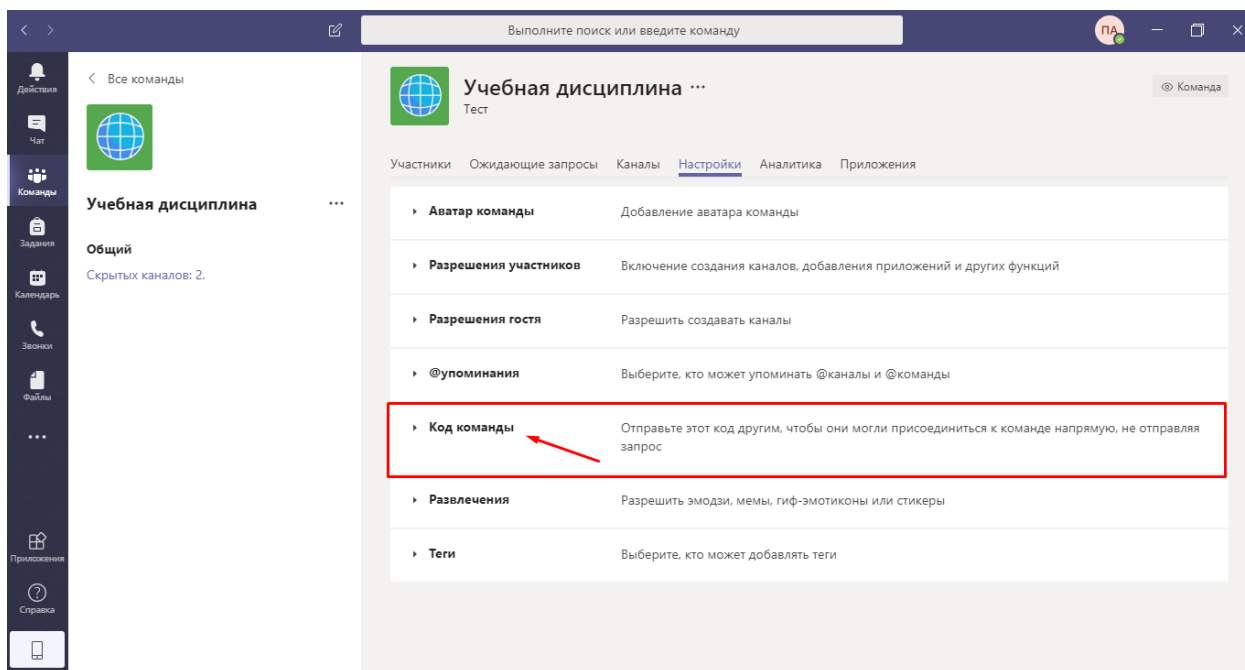 Выполните поиск или введите команду
ПА
Действия
Чат
Команды
Задания
Календарь
Звонки
Файлы
Приложения
Справка
Все команды
Учебная дисциплина
Общий
Скрытых каналов: 2.
Учебная дисциплина
Тест
Команда
Участники Ожидающие запросы Каналы Настройки Аналитика Приложения
Аватар команды Добавление аватара команды
Разрешения участников Включение создания каналов, добавления приложений и других функций
Разрешения гостя Разрешить создавать каналы
@упоминания Выберите, кто может упоминать @каналы и @команды
Код команды Отправьте этот код другим, чтобы они могли присоединиться к команде напрямую, не отправляя
запрос
Развлечения Разрешить эмодзи, мемы, гиф-эмотиконы или стикеры
Теги Выберите, кто может добавлять теги